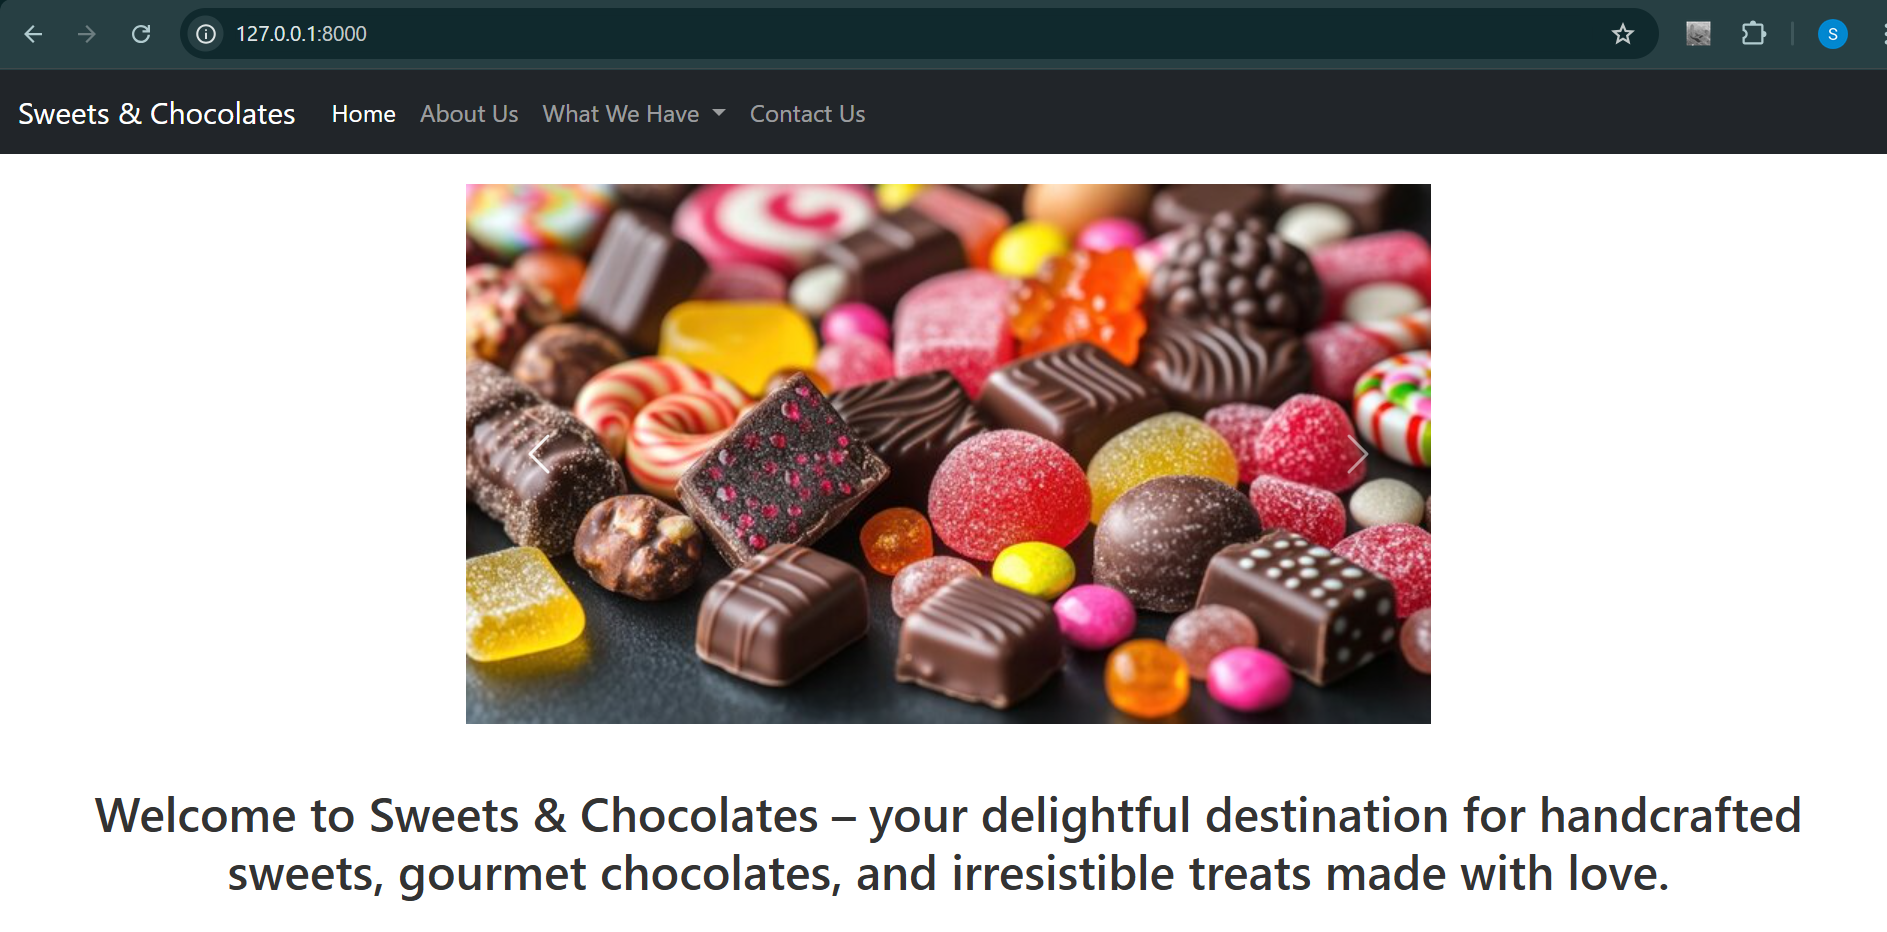 127.0.0.1:8000
S
Sweets & Chocolates Home About Us What We Have Contact Us
Welcome to Sweets & Chocolates – your delightful destination for handcrafted
sweets, gourmet chocolates, and irresistible treats made with love.